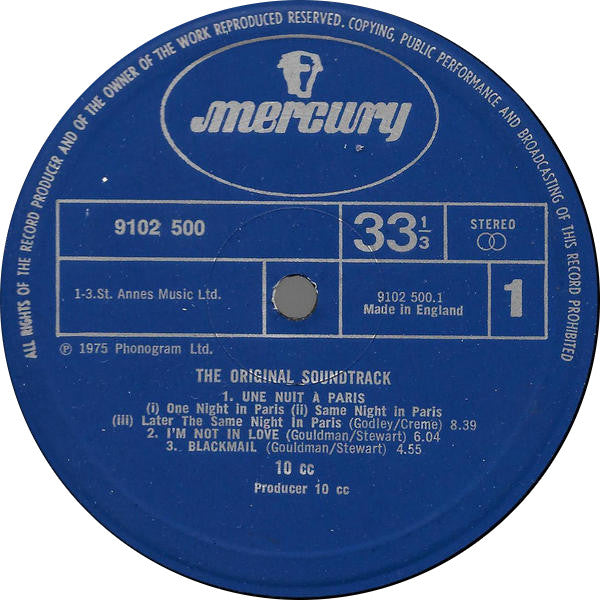 ALL RIGHTS OF THE RECORD PRODUCER AND OF THE OWNER OF THE WORK REPRODUCED RESERVED. COPYING, PUBLIC PERFORMANCE AND BROADCASTING OF THIS RECORD PROHIBITED
mercury
9102 500
33 1/3
STEREO
1-3.St. Annes Music Ltd.
9102 500.1
Made in England
1
℗ 1975 Phonogram Ltd.
THE ORIGINAL SOUNDTRACK
1. UNE NUIT À PARIS
(i) One Night in Paris (ii) Same Night in Paris
(iii) Later The Same Night in Paris (Godley/Creme) 8.39
2. I'M NOT IN LOVE (Gouldman/Stewart) 6.04
3. BLACKMAIL (Gouldman/Stewart) 4.55
10 cc
Producer 10 cc